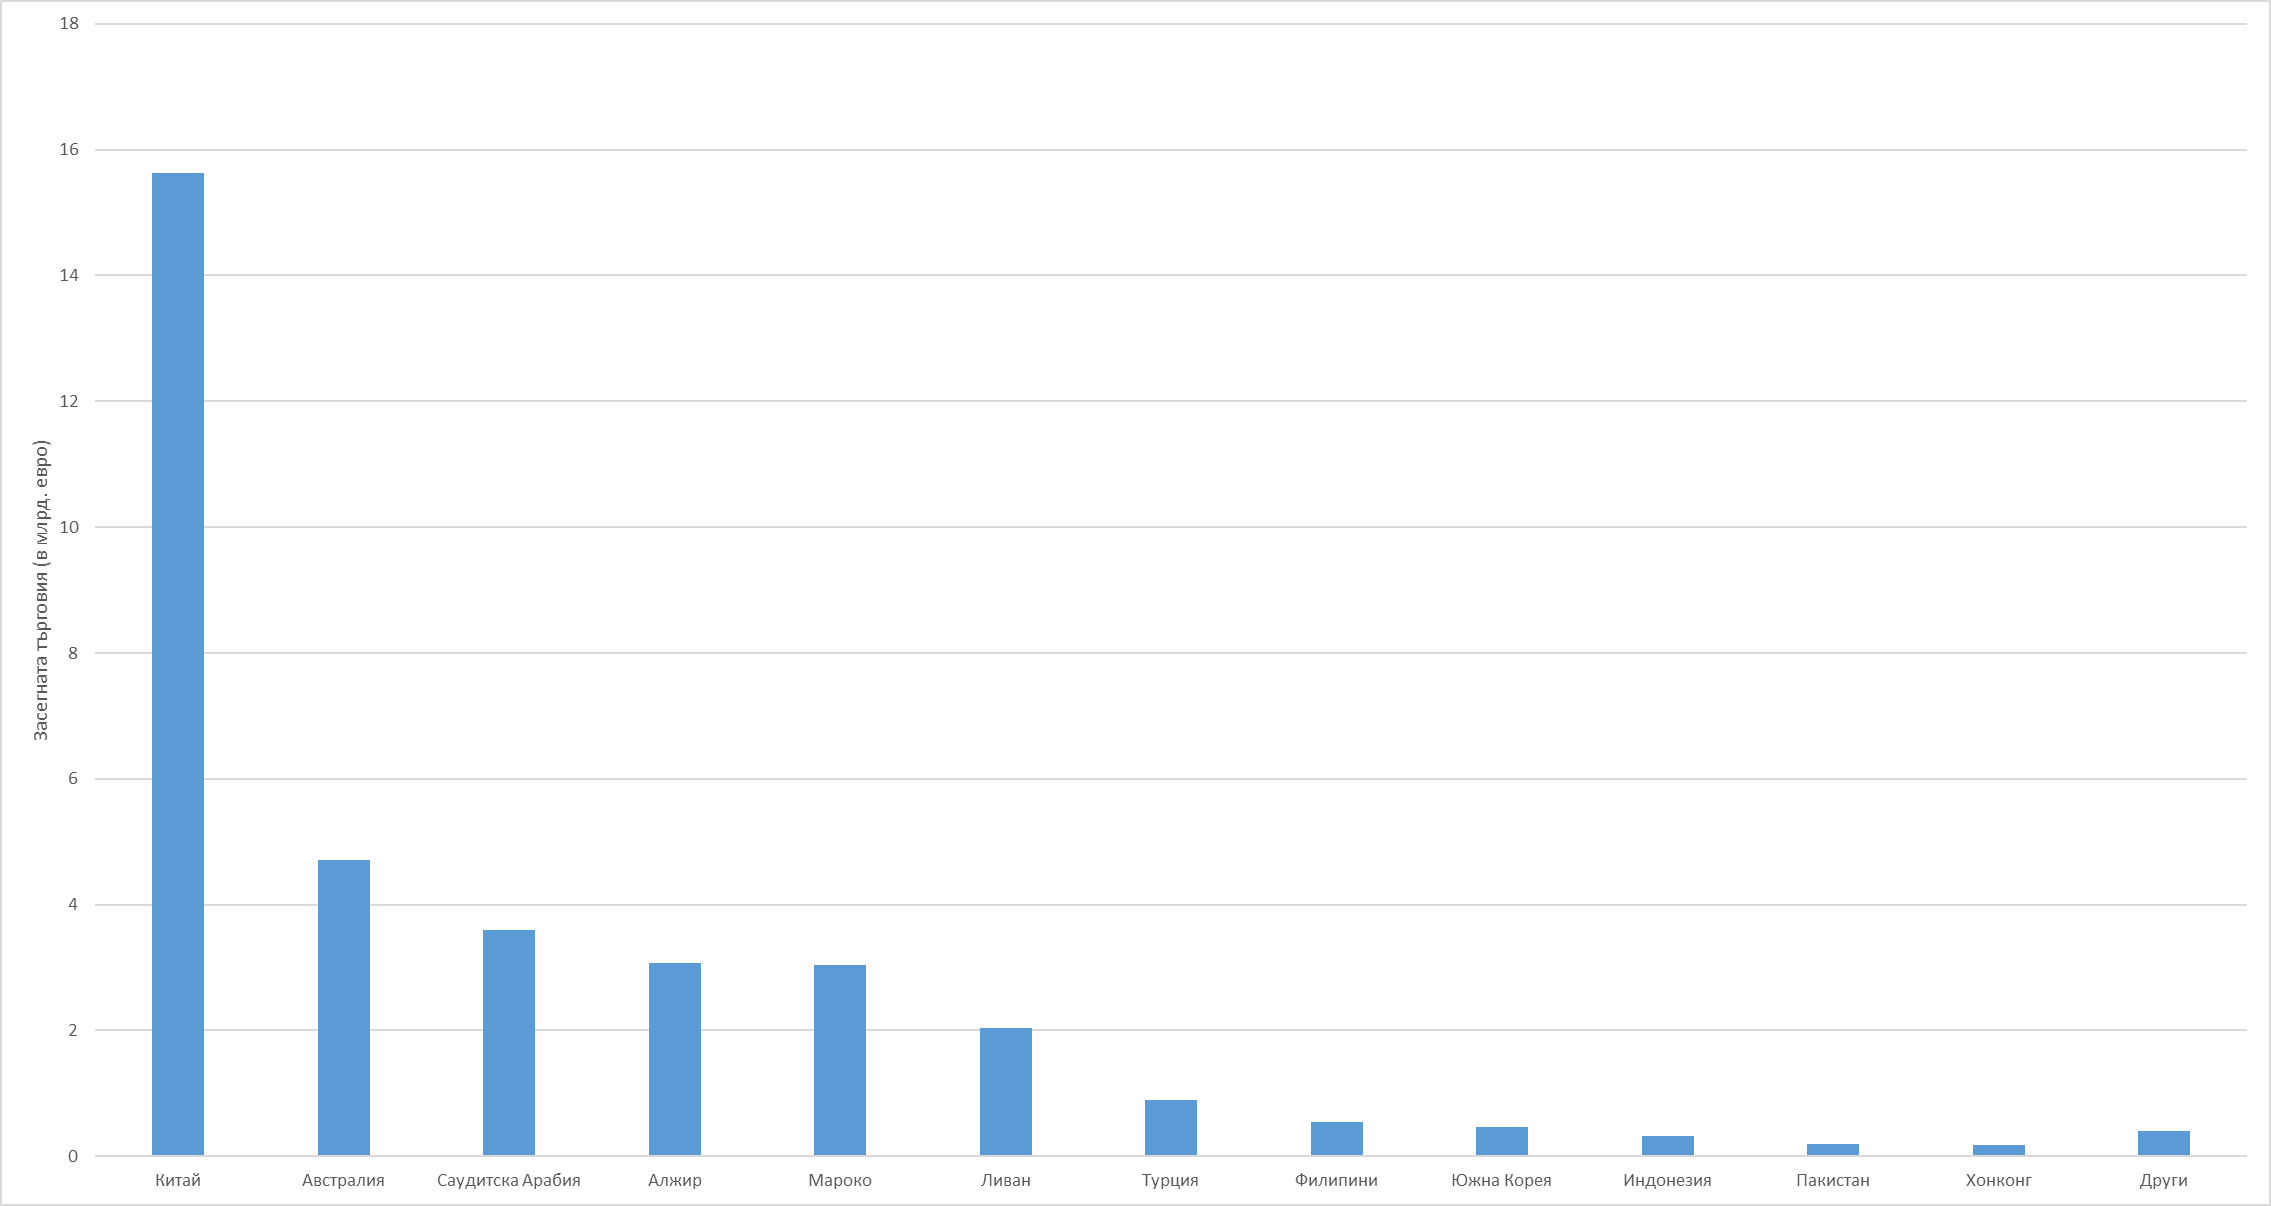 18
16
14
12
10
8
6
4
2
0
Засегната търговия (в млрд. евро)
Китай
Австралия
Саудитска Арабия
Алжир
Мароко
Ливан
Турция
Филипини
Южна Корея
Индонезия
Пакистан
Хонконг
Други